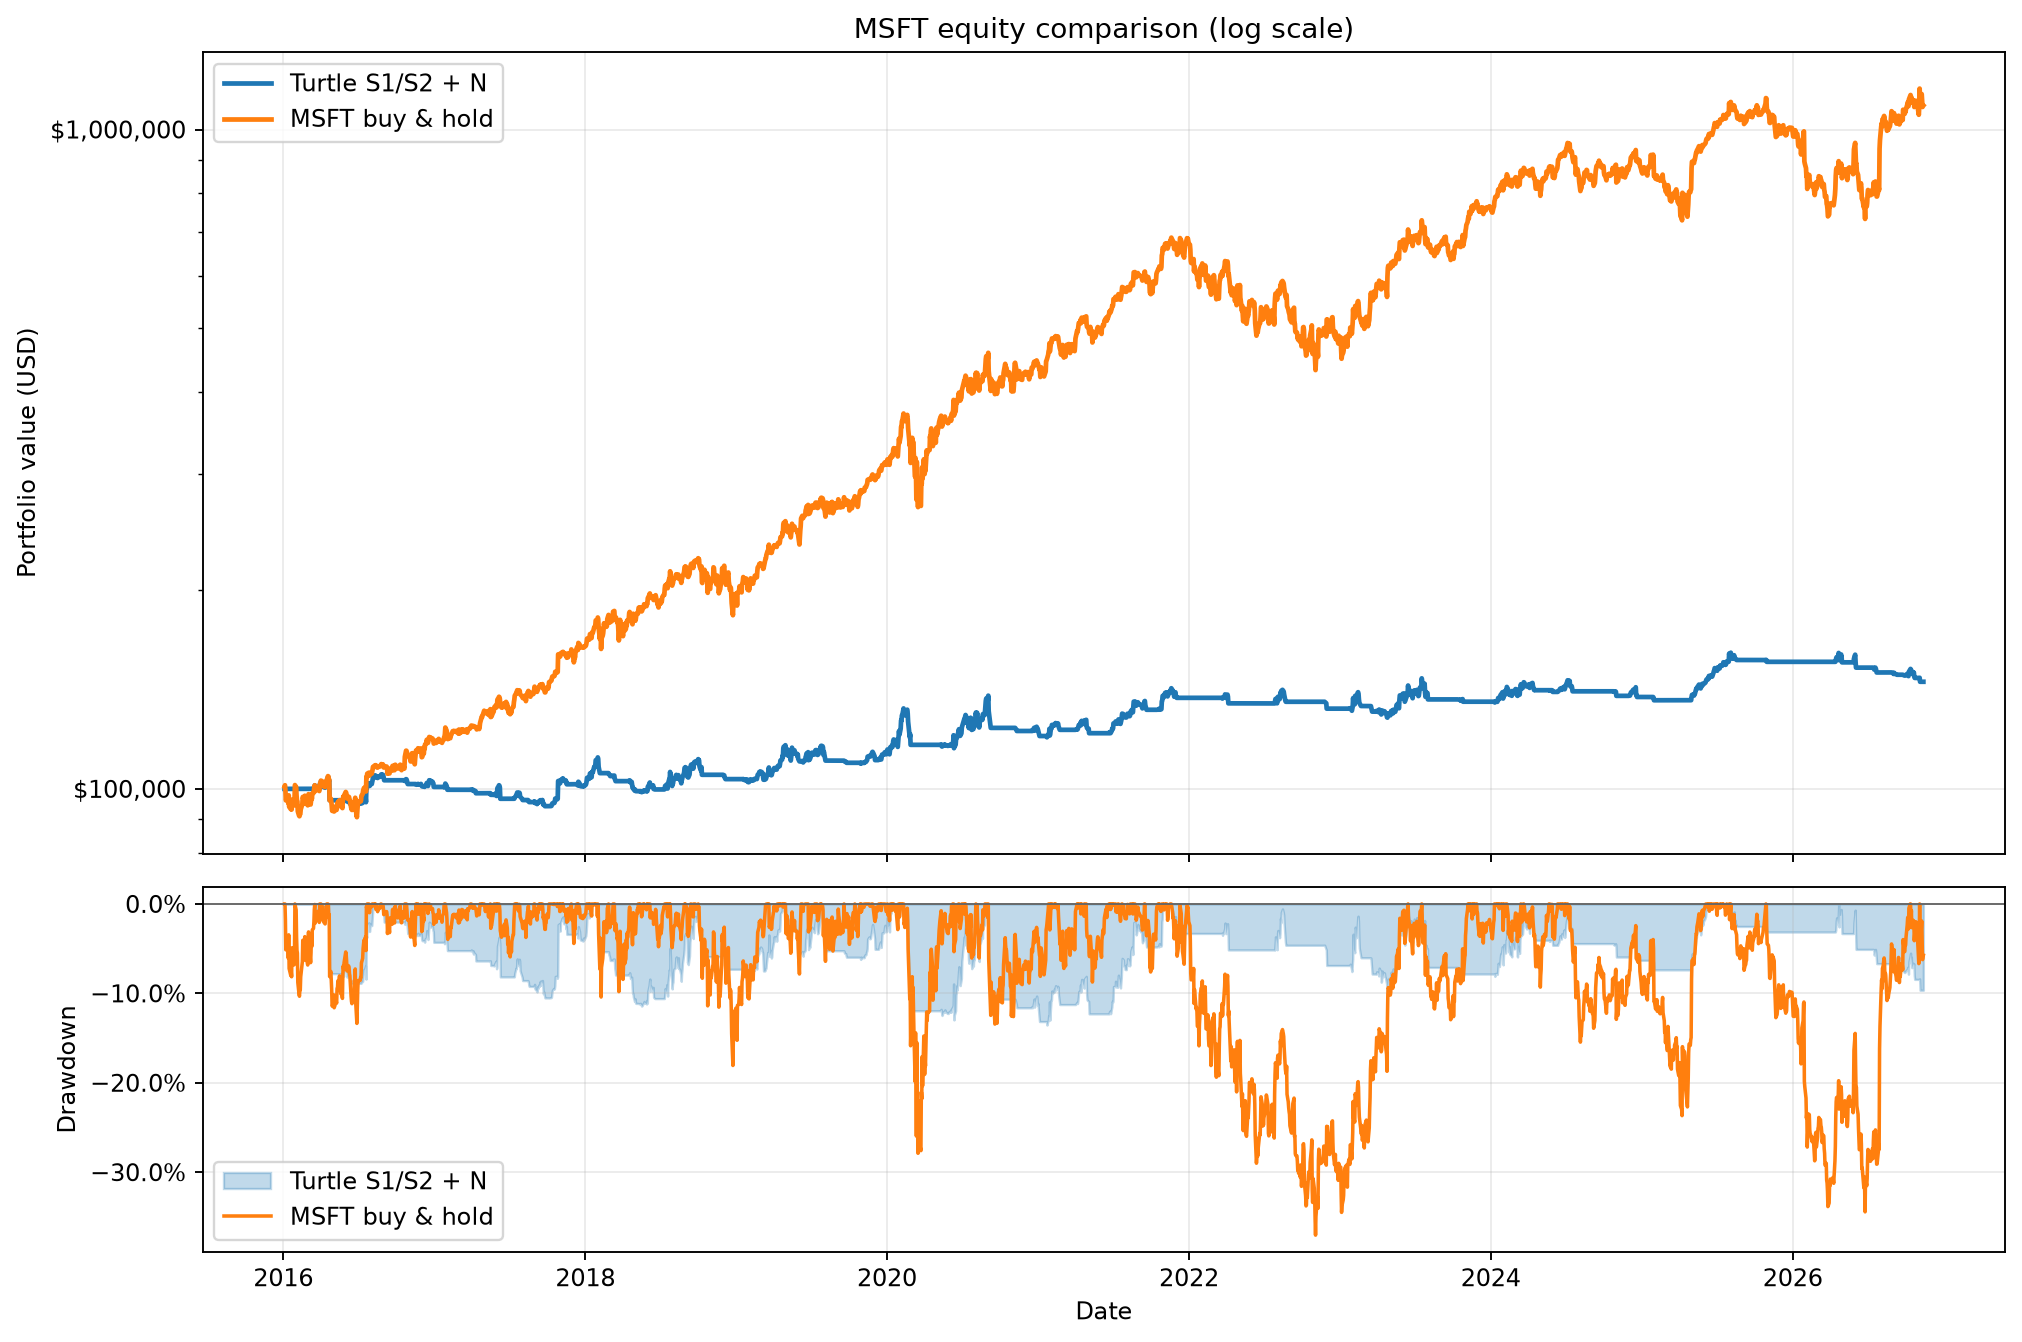 MSFT equity comparison (log scale)
Turtle S1/S2 + N
MSFT buy & hold
$1,000,000
$100,000
Portfolio value (USD)
0.0%
−10.0%
−20.0%
−30.0%
Drawdown
Turtle S1/S2 + N
MSFT buy & hold
2016 2018 2020 2022 2024 2026
Date